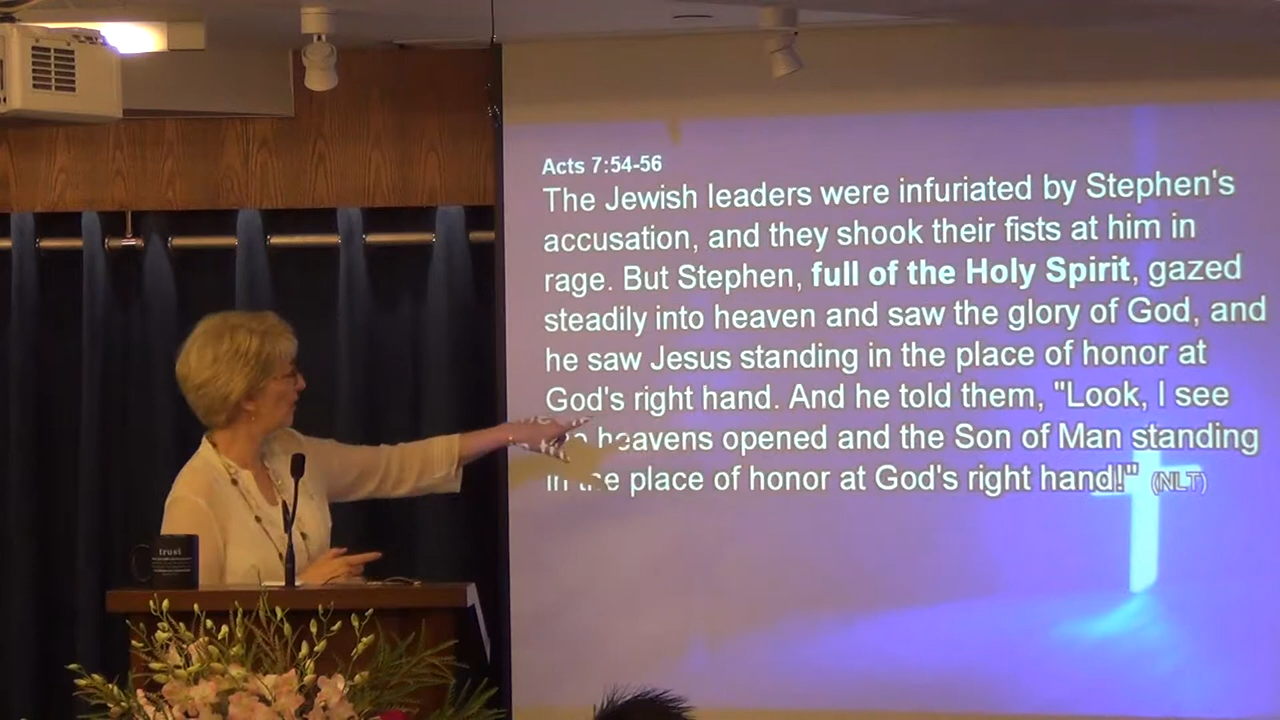 Acts 7:54-56
The Jewish leaders were infuriated by Stephen's
accusation, and they shook their fists at him in
rage. But Stephen, full of the Holy Spirit, gazed
steadily into heaven and saw the glory of God, and
he saw Jesus standing in the place of honor at
God's right hand. And he told them, "Look, I see
heavens opened and the Son of Man standing
in the place of honor at God's right hand!" (NLT)
trust